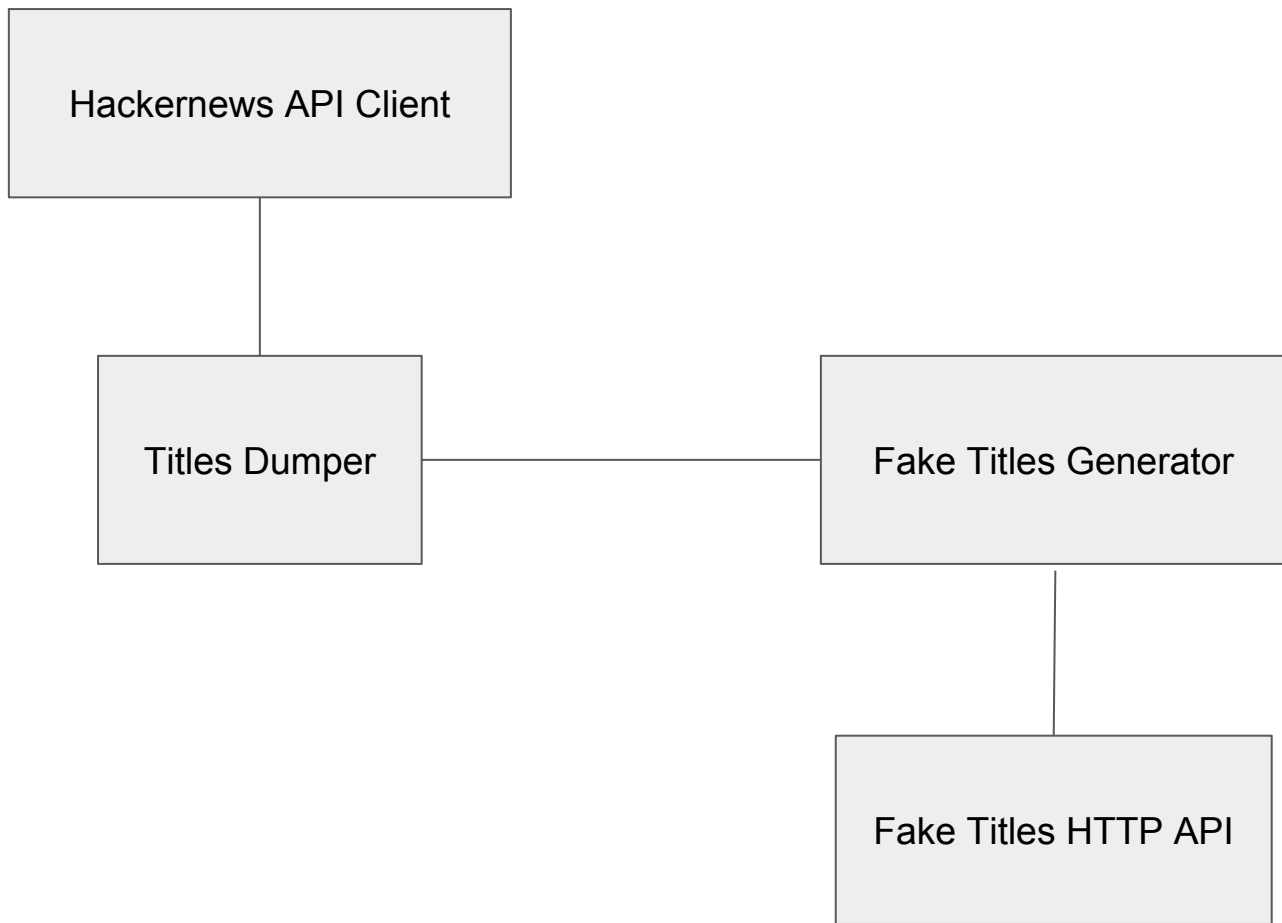 Hackernews API Client
Titles Dumper
Fake Titles Generator
Fake Titles HTTP API